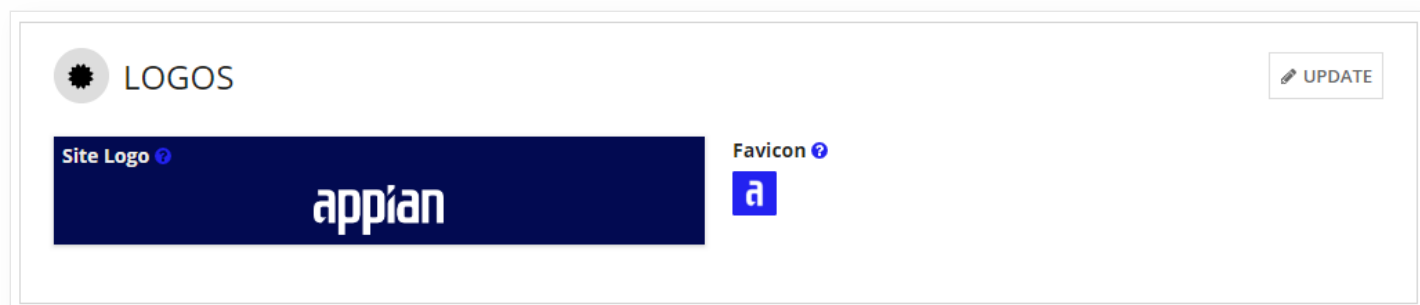 LOGOS
UPDATE
Site Logo ?
appian
Favicon ?
a